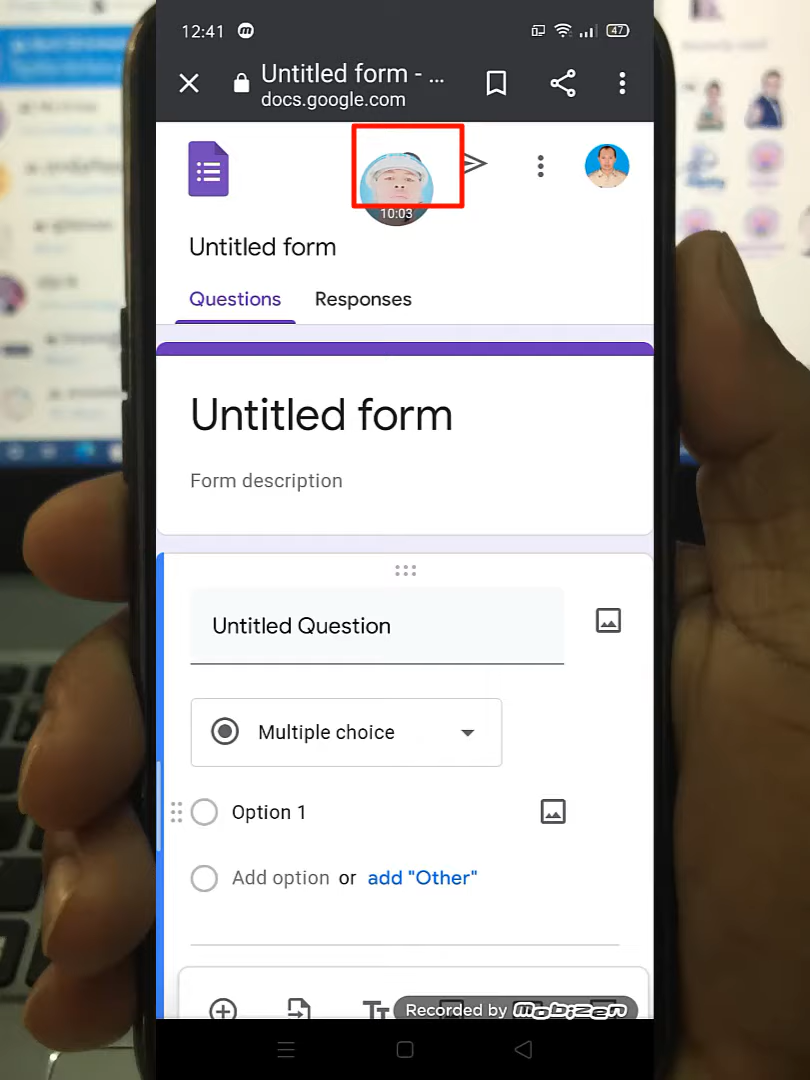 12:41
47
Untitled form - ...
docs.google.com
10:03
Untitled form
Questions Responses
Untitled form
Form description
Untitled Question
Multiple choice
Option 1
Add option or add "Other"
Tт
Recorded by mobizen